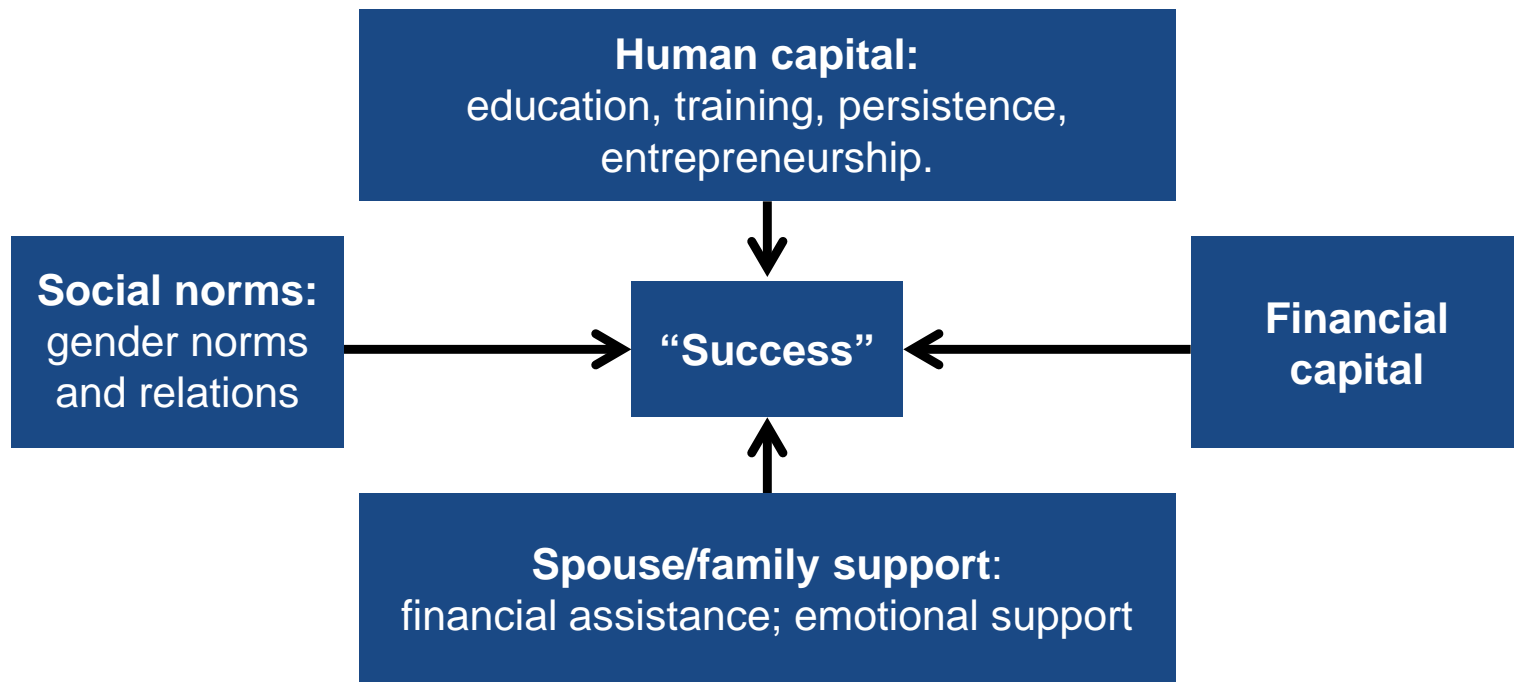 Human capital:
education, training, persistence,
entrepreneurship.
Social norms:
gender norms
and relations
“Success”
Financial
capital
Spouse/family support:
financial assistance; emotional support